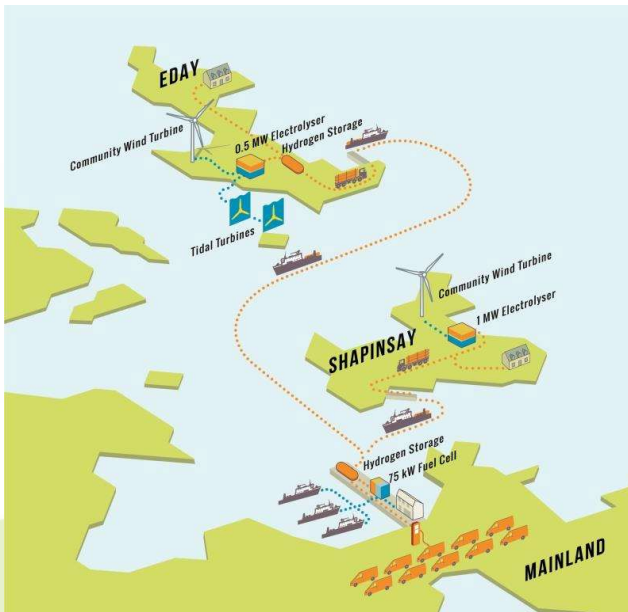 EDAY
Community Wind Turbine
0.5 MW Electrolyser
Hydrogen Storage
Tidal Turbines
Community Wind Turbine
1 MW Electrolyser
SHAPINSAY
Hydrogen Storage
75 kW Fuel Cell
MAINLAND